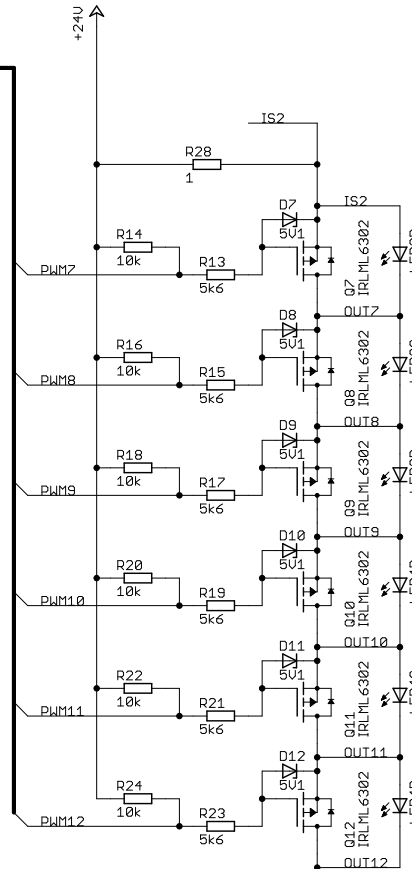 +24V
IS2
R28
1
D7
IS2
5V1
R14
10k
R13
5k6
PWM7
Q7
IRLML6302
OUT7
D8
5V1
R16
10k
R15
5k6
PWM8
Q8
IRLML6302
OUT8
D9
5V1
R18
10k
R17
5k6
PWM9
Q9
IRLML6302
OUT9
D10
5V1
R20
10k
R19
5k6
PWM10
Q10
IRLML6302
OUT10
D11
5V1
R22
10k
R21
5k6
PWM11
Q11
IRLML6302
OUT11
D12
5V1
R24
10k
R23
5k6
PWM12
Q12
IRLML6302
OUT12